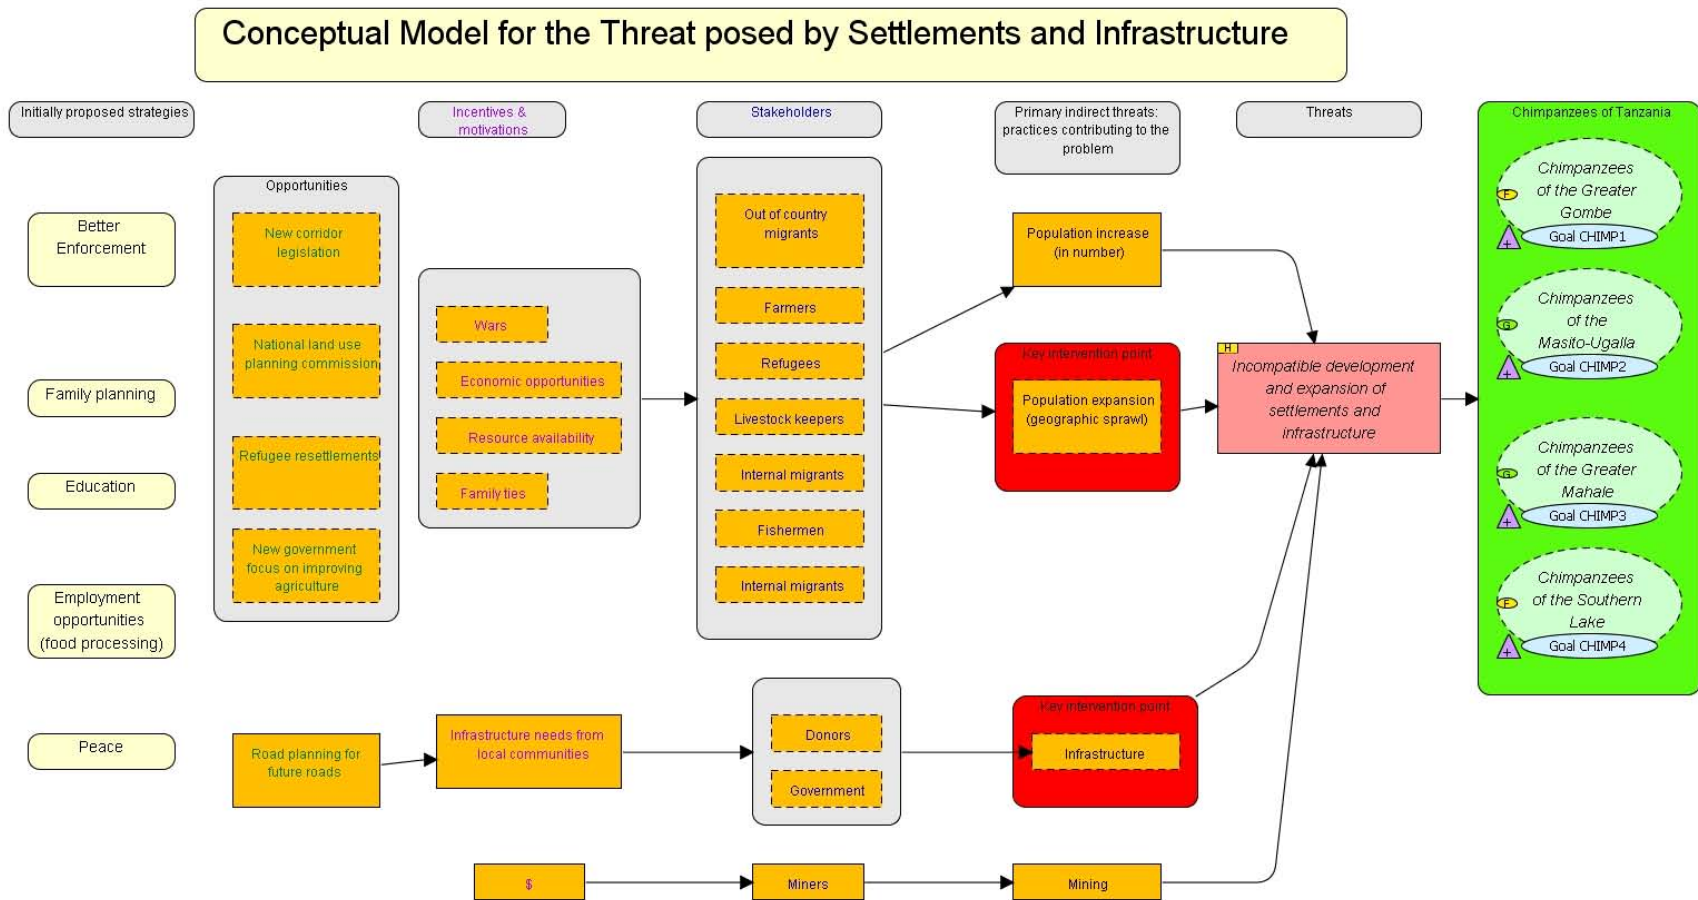 Conceptual Model for the Threat posed by Settlements and Infrastructure
Initially proposed strategies
Incentives &
motivations
Stakeholders
Primary indirect threats:
practices contributing to the
problem
Threats
Chimpanzees of Tanzania
Better
Enforcement
Family planning
Education
Employment
opportunities
(food processing)
Peace
Opportunities
New corridor
legislation
National land use
planning commission
Refugee resettlements
New government
focus on improving
agriculture
Road planning for
future roads
Wars
Economic opportunities
Resource availability
Family ties
Infrastructure needs from
local communities
$
Out of country
migrants
Farmers
Refugees
Livestock keepers
Internal migrants
Fishermen
Internal migrants
Donors
Government
Miners
Population increase
(in number)
Key intervention point
Population expansion
(geographic sprawl)
Key intervention point
Infrastructure
Mining
H
Incompatible development
and expansion of
settlements and
infrastructure
Chimpanzees
of the Greater
Gombe
F
+
Goal CHIMP1
Chimpanzees
of the
Masito-Ugalla
G
+
Goal CHIMP2
Chimpanzees
of the Greater
Mahale
G
+
Goal CHIMP3
Chimpanzees
of the Southern
Lake
F
+
Goal CHIMP4